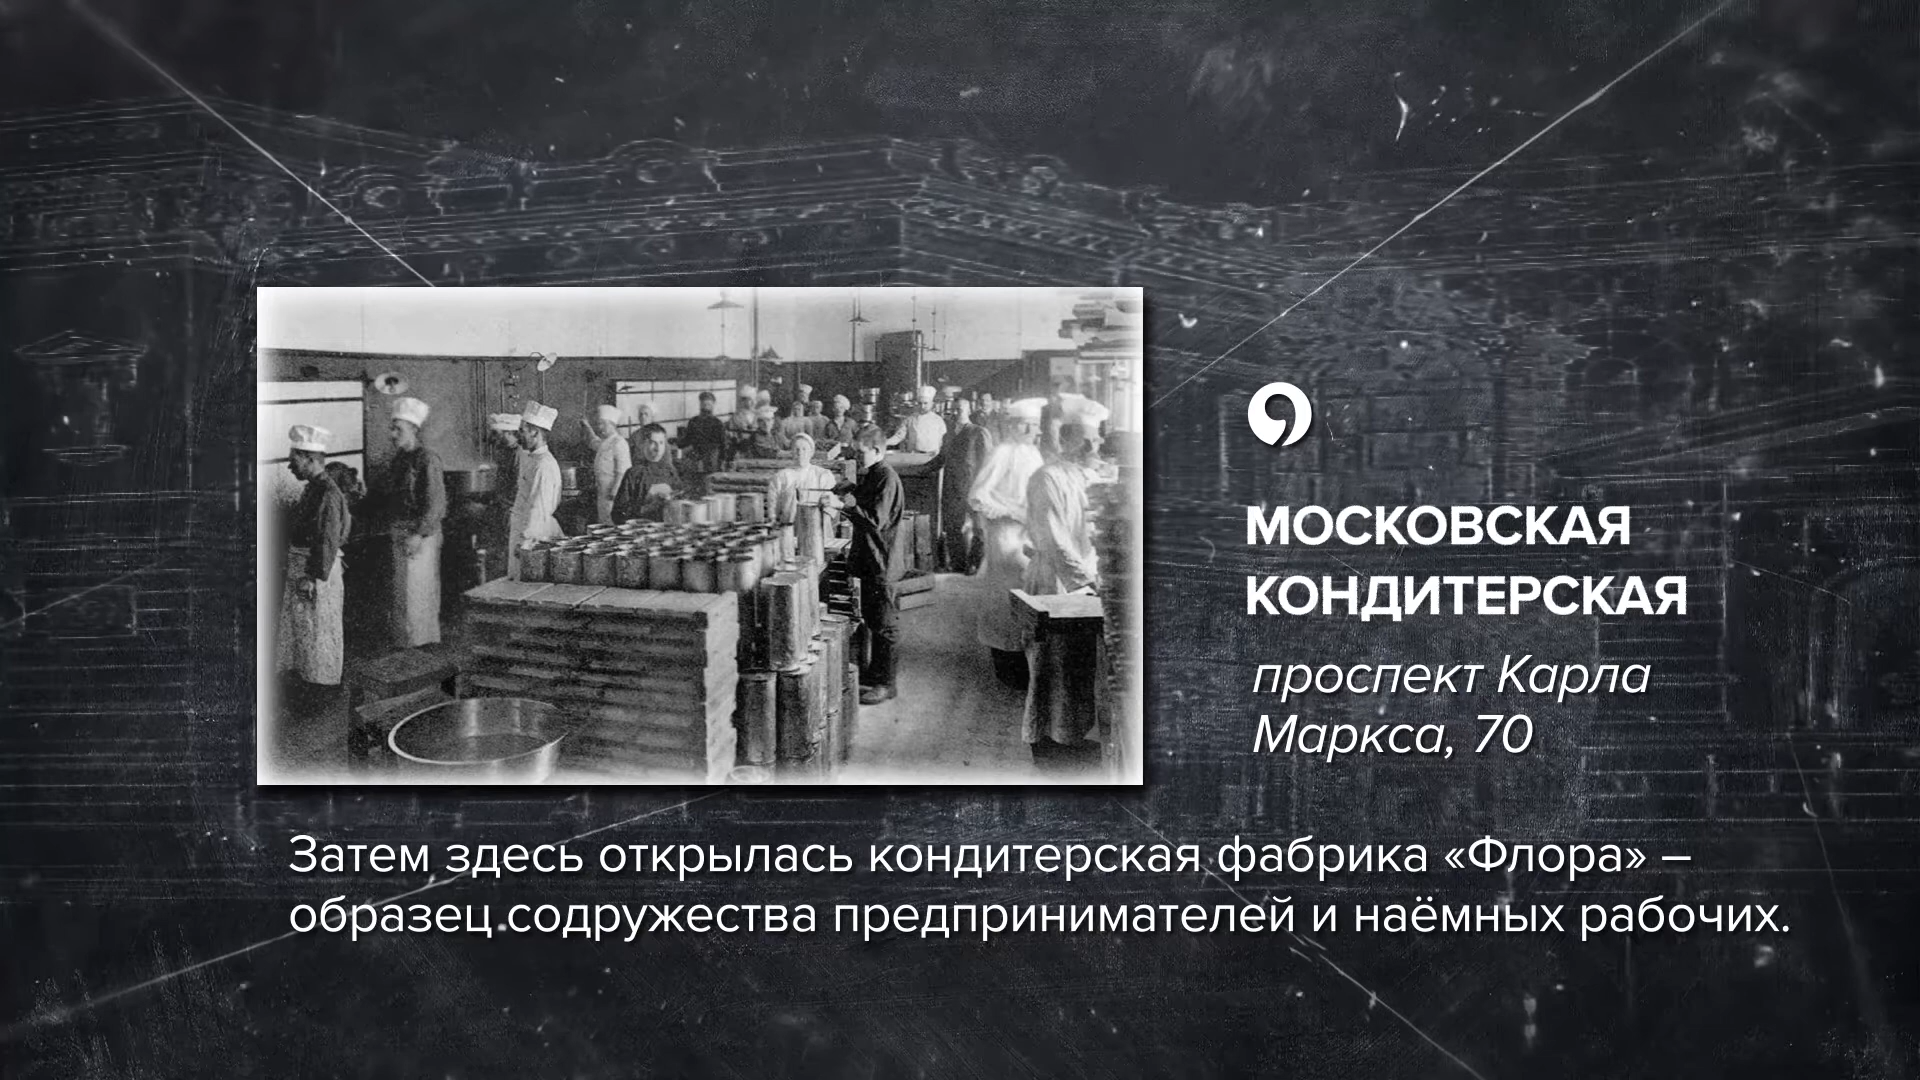 МОСКОВСКАЯ
КОНДИТЕРСКАЯ
проспект Карла
Маркса, 70
Затем здесь открылась кондитерская фабрика «Флора» –
образец содружества предпринимателей и наёмных рабочих.